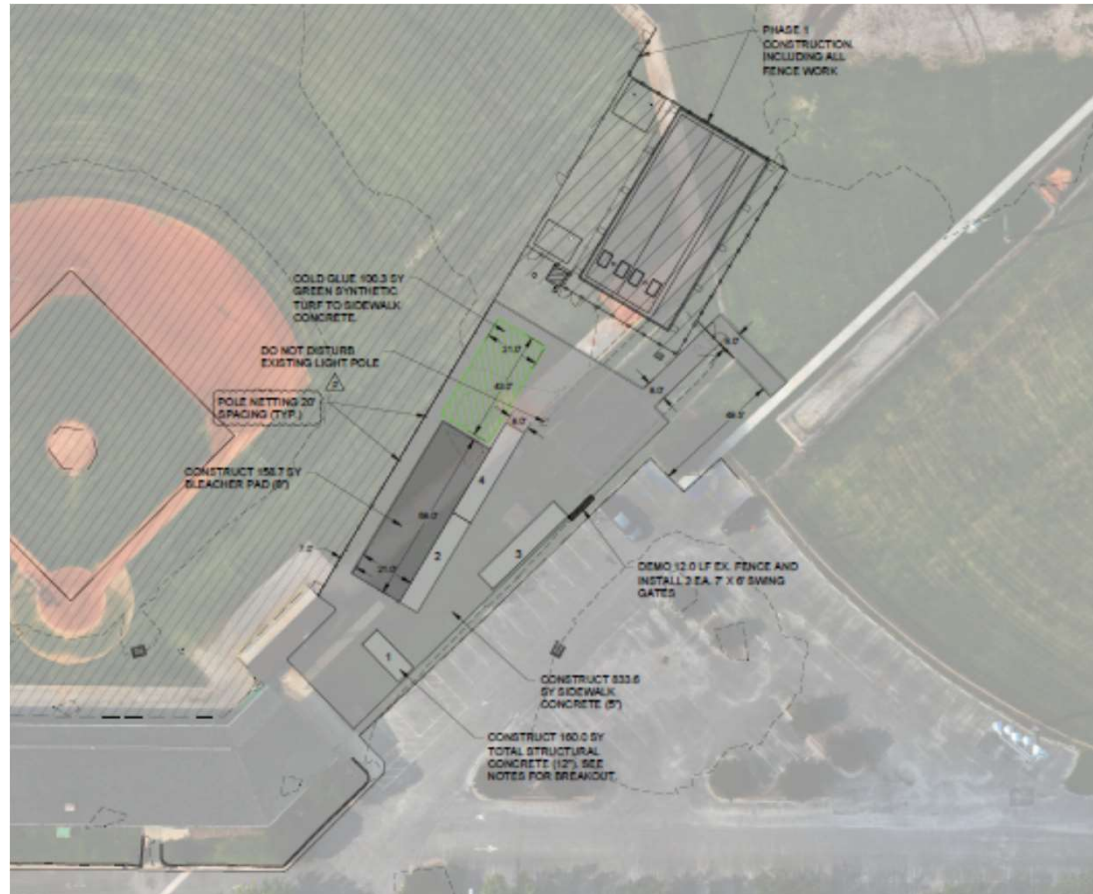 PHASE 1
CONSTRUCTION.
INCLUDING ALL
FENCE WORK
COLD GLUE 100.3 SY
GREEN SYNTHETIC
TURF TO SIDEWALK
CONCRETE.
21.0'
DO NOT DISTURB
EXISTING LIGHT POLE
43.0'
2
POLE NETTING 20'
SPACING (TYP.)
CONSTRUCT 158.7 SY
BLEACHER PAD (8")
4
2
3
21.0'
7.0'
1
DEMO 12.0 LF EX. FENCE AND
INSTALL 2 EA. 7' X 6' SWING
GATES
CONSTRUCT 833.6
SY SIDEWALK
CONCRETE (5")
CONSTRUCT 160.0 SY
TOTAL STRUCTURAL
CONCRETE (12"). SEE
NOTES FOR BREAKOUT.